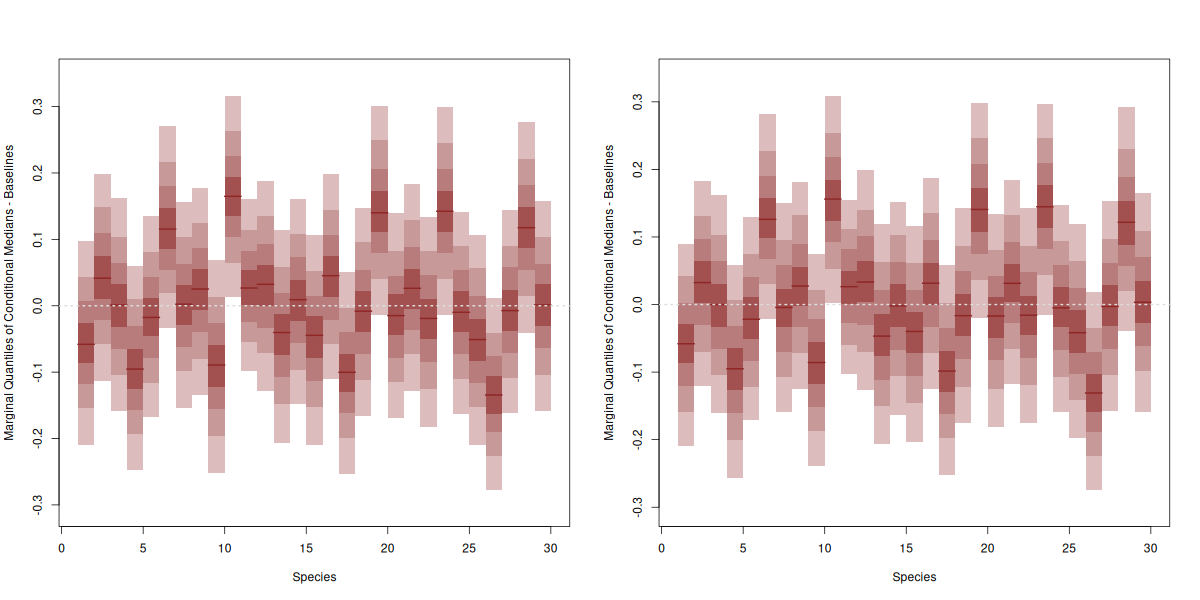 Marginal Quantiles of Conditional Medians - Baselines
0.3
0.2
0.1
0.0
-0.1
-0.2
-0.3
0 5 10 15 20 25 30
Species
Marginal Quantiles of Conditional Medians - Baselines
0.3
0.2
0.1
0.0
-0.1
-0.2
-0.3
0 5 10 15 20 25 30
Species